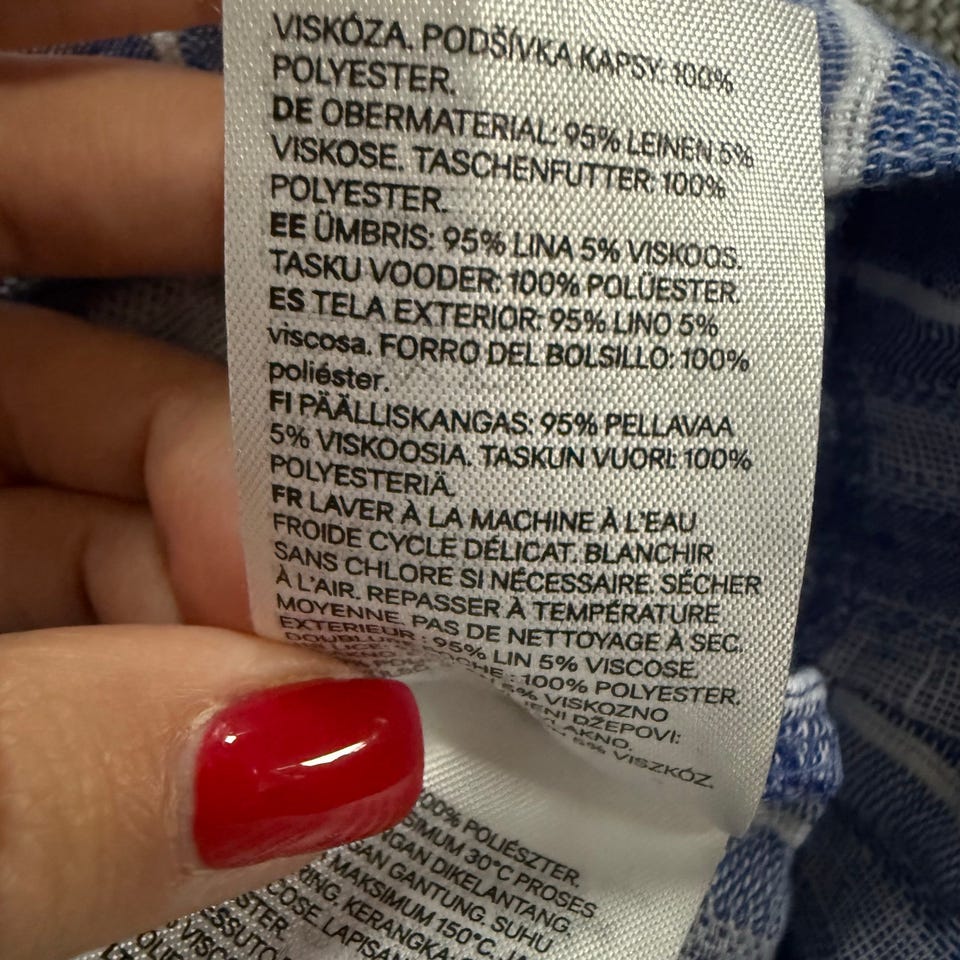 VISKÓZA. PODŠÍVKA KAPSY: 100%
POLYESTER.
DE OBERMATERIAL: 95% LEINEN 5%
VISKOSE. TASCHENFUTTER: 100%
POLYESTER.
EE ÜMBRIS: 95% LINA 5% VISKOOS.
TASKU VOODER: 100% POLÜESTER.
ES TELA EXTERIOR: 95% LINO 5%
viscosa. FORRO DEL BOLSILLO: 100%
poliéster.
FI PÄÄLLISKANGAS: 95% PELLAVAA
5% VISKOOSIA. TASKUN VUORI: 100%
POLYESTERIÄ.
FR LAVER À LA MACHINE À L'EAU
FROIDE CYCLE DÉLICAT. BLANCHIR
SANS CHLORE SI NÉCESSAIRE. SÉCHER
À L'AIR. REPASSER À TEMPÉRATURE
MOYENNE. PAS DE NETTOYAGE À SEC.
EXTERIEUR : 95% LIN 5% VISCOSE.
: 100% POLYESTER.
5% VISKOZNO
DŽEPOVI:
5% VISZKÓZ.
100% POLIÉSZTER.
30°C PROSES
DIKELANTANG
GANTUNG. SUHU
MAKSIMUM 150°C.
KERANGKA
LAPISAN